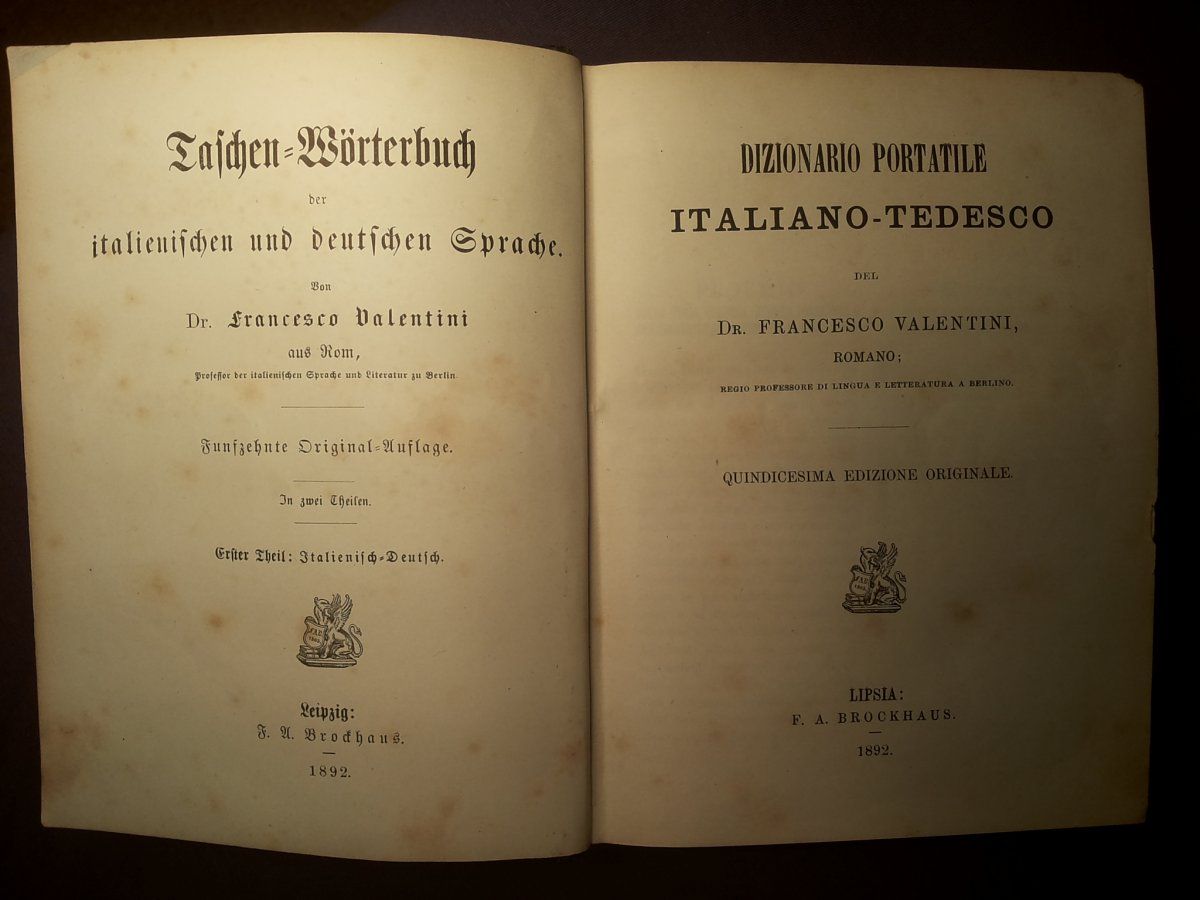 Taschen=Wörterbuch
der
italienischen und deutschen Sprache.
Von
Dr. Francesco Valentini
aus Rom,
Professor der italienischen Sprache und Literatur zu Berlin.
Funfzehnte Original=Auflage.
In zwei Theilen.
Erster Theil: Italienisch=Deutsch.
F.A.B.
1805.
Leipzig:
F. A. Brockhaus.
1892.
DIZIONARIO PORTATILE
ITALIANO-TEDESCO
DEL
DR. FRANCESCO VALENTINI,
ROMANO;
REGIO PROFESSORE DI LINGUA E LETTERATURA A BERLINO.
QUINDICESIMA EDIZIONE ORIGINALE.
F.A.B.
1805.
LIPSIA:
F. A. BROCKHAUS.
1892.